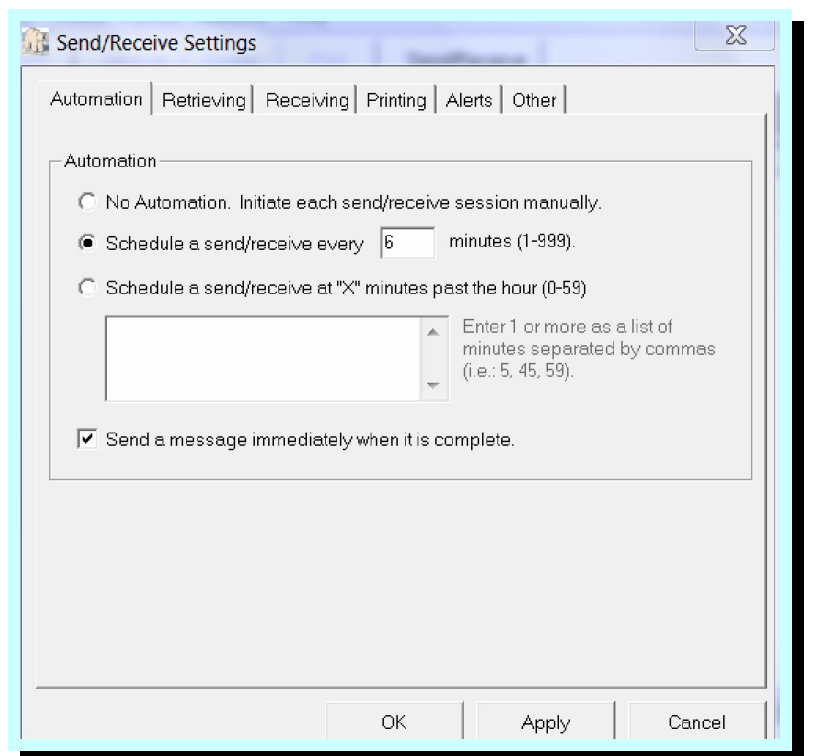 Send/Receive Settings
Automation Retrieving Receiving Printing Alerts Other
Automation
No Automation. Initiate each send/receive session manually.
Schedule a send/receive every 6 minutes (1-999).
Schedule a send/receive at "X" minutes past the hour (0-59)
Enter 1 or more as a list of
minutes separated by commas
(i.e.: 5, 45, 59).
Send a message immediately when it is complete.
OK Apply Cancel